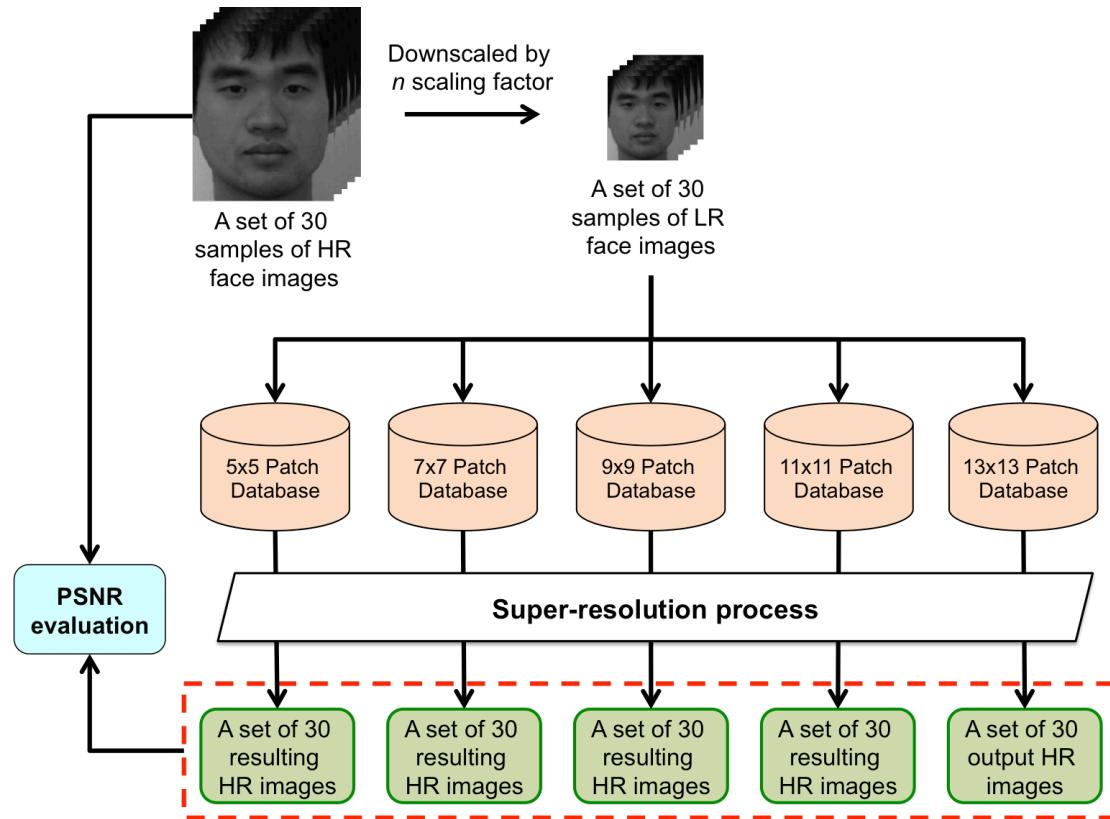 Downscaled by
n scaling factor
A set of 30
samples of HR
face images
A set of 30
samples of LR
face images
5x5 Patch
Database
7x7 Patch
Database
9x9 Patch
Database
11x11 Patch
Database
13x13 Patch
Database
PSNR
evaluation
Super-resolution process
A set of 30
resulting
HR images
A set of 30
resulting
HR images
A set of 30
resulting
HR images
A set of 30
resulting
HR images
A set of 30
output HR
images